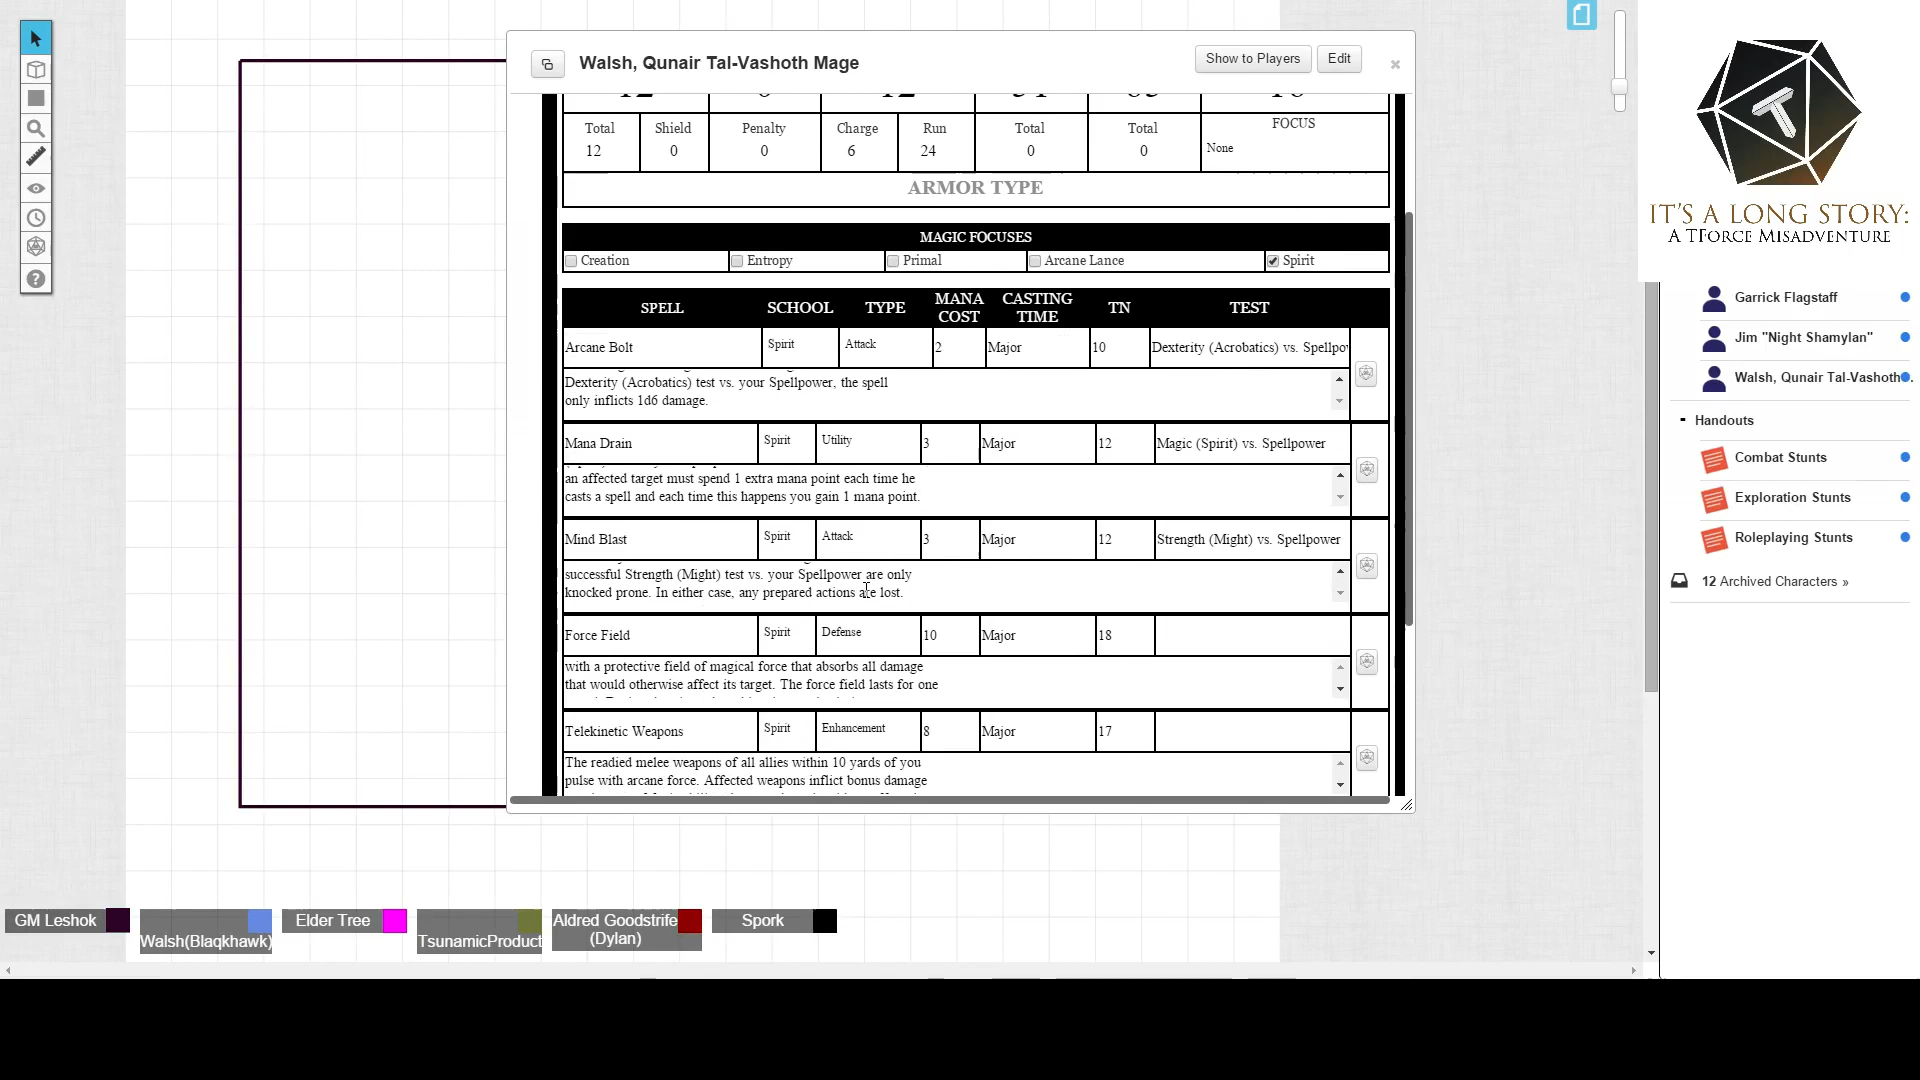 Walsh, Qunair Tal-Vashoth Mage
Show to Players
Edit
Total
Shield
Penalty
Charge
Run
Total
Total
FOCUS
12
0
0
6
24
0
0
None
ARMOR TYPE
MAGIC FOCUSES
Creation
Entropy
Primal
Arcane Lance
Spirit
SPELL SCHOOL TYPE MANA COST CASTING TIME TN TEST
Arcane Bolt Spirit Attack 2 Major 10 Dexterity (Acrobatics) vs. Spellpo
Dexterity (Acrobatics) test vs. your Spellpower, the spell
only inflicts 1d6 damage.
Mana Drain Spirit Utility 3 Major 12 Magic (Spirit) vs. Spellpower
an affected target must spend 1 extra mana point each time he
casts a spell and each time this happens you gain 1 mana point.
Mind Blast Spirit Attack 3 Major 12 Strength (Might) vs. Spellpower
successful Strength (Might) test vs. your Spellpower are only
knocked prone. In either case, any prepared actions are lost.
Force Field Spirit Defense 10 Major 18
with a protective field of magical force that absorbs all damage
that would otherwise affect its target. The force field lasts for one
Telekinetic Weapons Spirit Enhancement 8 Major 17
The readied melee weapons of all allies within 10 yards of you
pulse with arcane force. Affected weapons inflict bonus damage
IT'S A LONG STORY:
A TFORCE MISADVENTURE
Garrick Flagstaff
Jim "Night Shamylan"
Walsh, Qunair Tal-Vashoth
Handouts
Combat Stunts
Exploration Stunts
Roleplaying Stunts
12 Archived Characters »
GM Leshok
Walsh(Blaqkhawk)
Elder Tree
TsunamicProduct
Aldred Goodstrife
(Dylan)
Spork